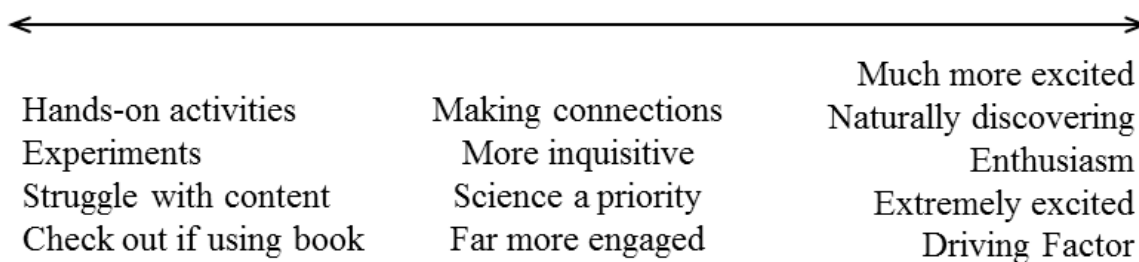 Hands-on activities
Experiments
Struggle with content
Check out if using book
Making connections
More inquisitive
Science a priority
Far more engaged
Much more excited
Naturally discovering
Enthusiasm
Extremely excited
Driving Factor